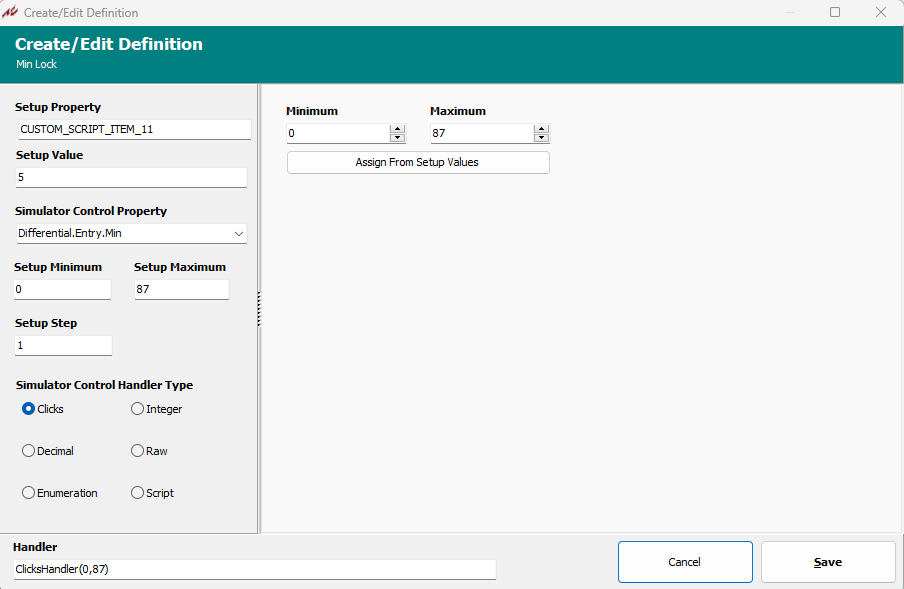 Create/Edit Definition
Create/Edit Definition
Min Lock
Setup Property
CUSTOM_SCRIPT_ITEM_11
Setup Value
5
Simulator Control Property
Differential.Entry.Min
Setup Minimum Setup Maximum
0 87
Setup Step
1
Simulator Control Handler Type
Clicks Integer
Decimal Raw
Enumeration Script
Minimum Maximum
0 87
Assign From Setup Values
Handler
ClicksHandler(0,87)
Cancel Save